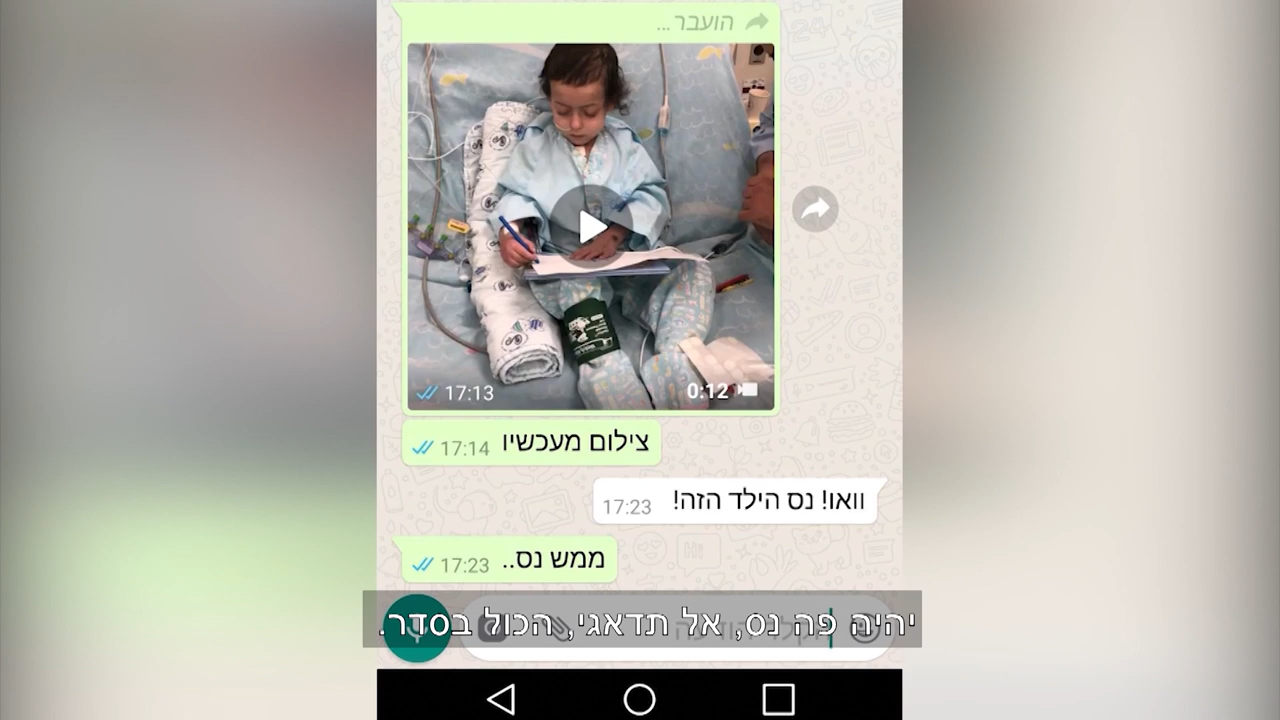 הועבר...
17:13
0:12
צילום מעכשיו 17:14
וואו! נס הילד הזה! 17:23
ממש נס.. 17:23
יהיה פה נס, אל תדאגי, הכול בסדר.